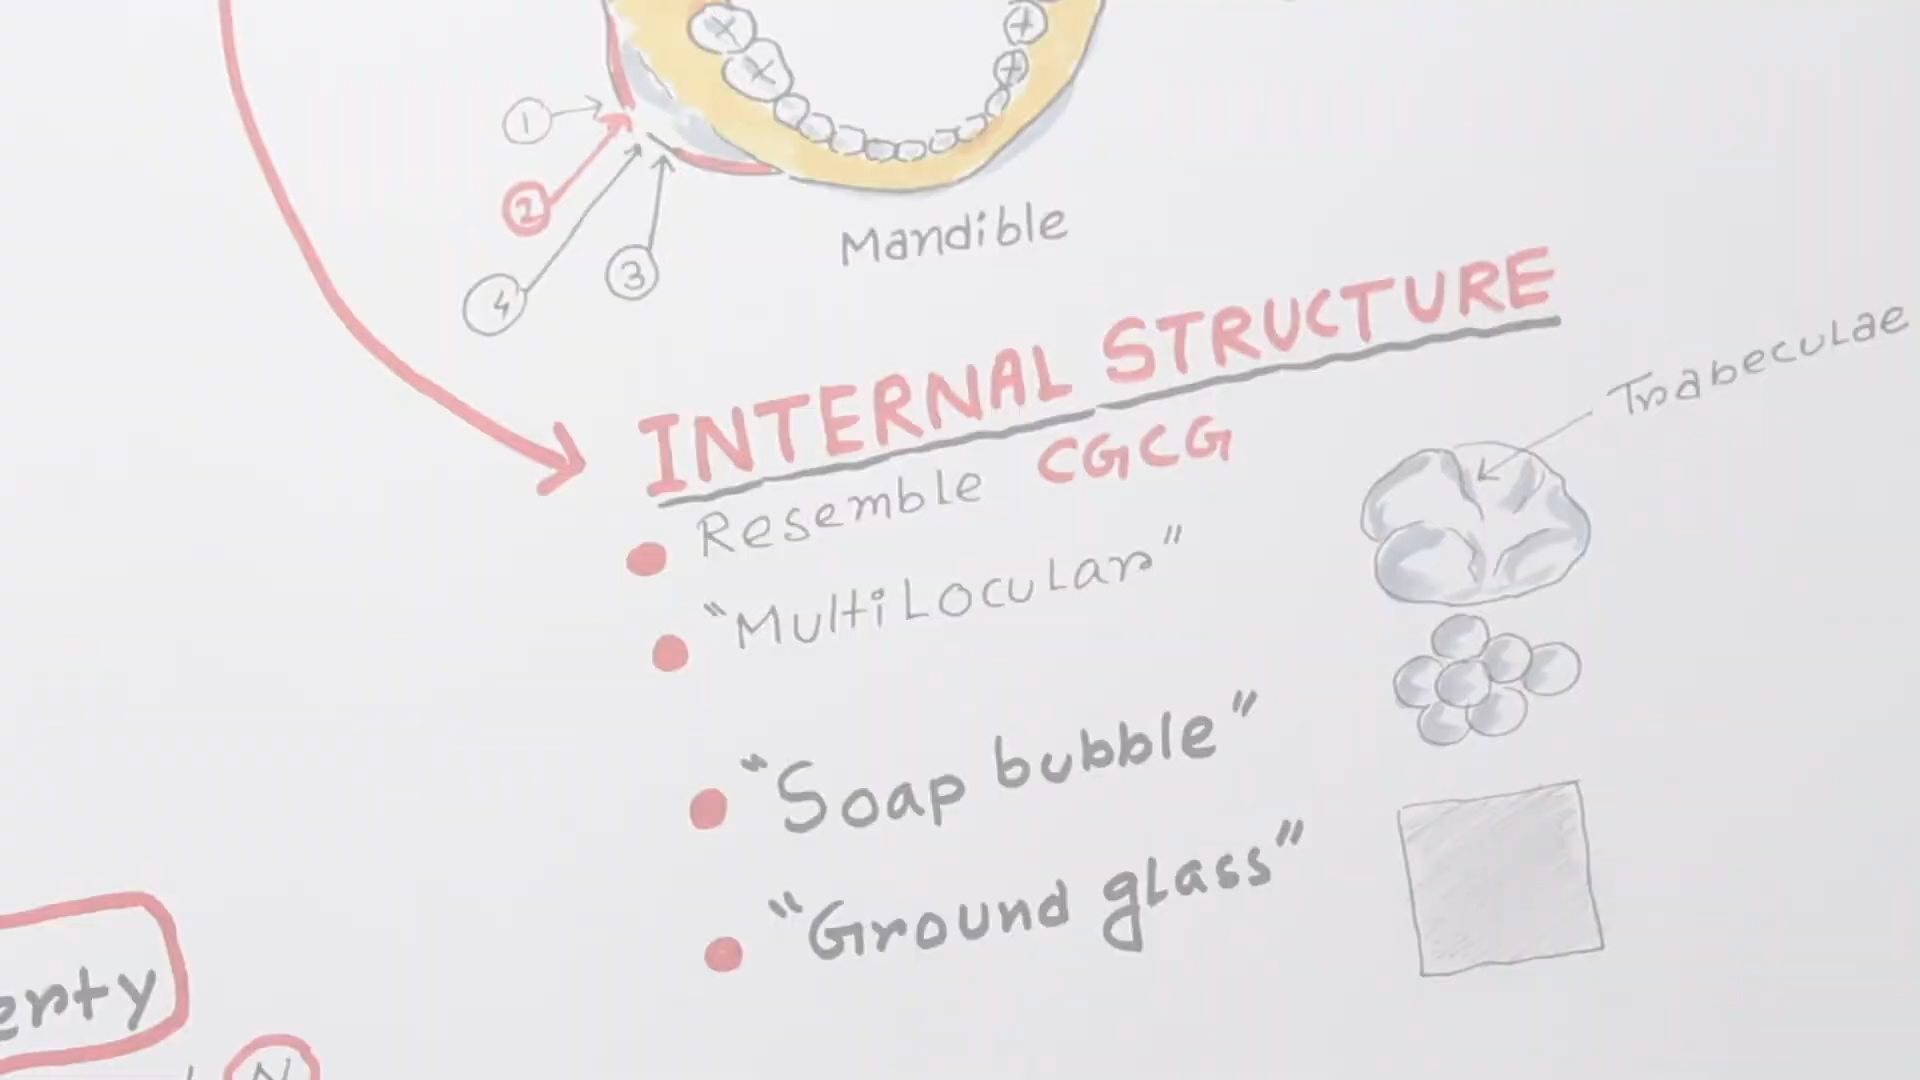 1
2
3
4
Mandible
INTERNAL STRUCTURE
Trabeculae
Resemble CGCG
"MultiLocular"
"Soap bubble"
"Ground glass"
erty
N